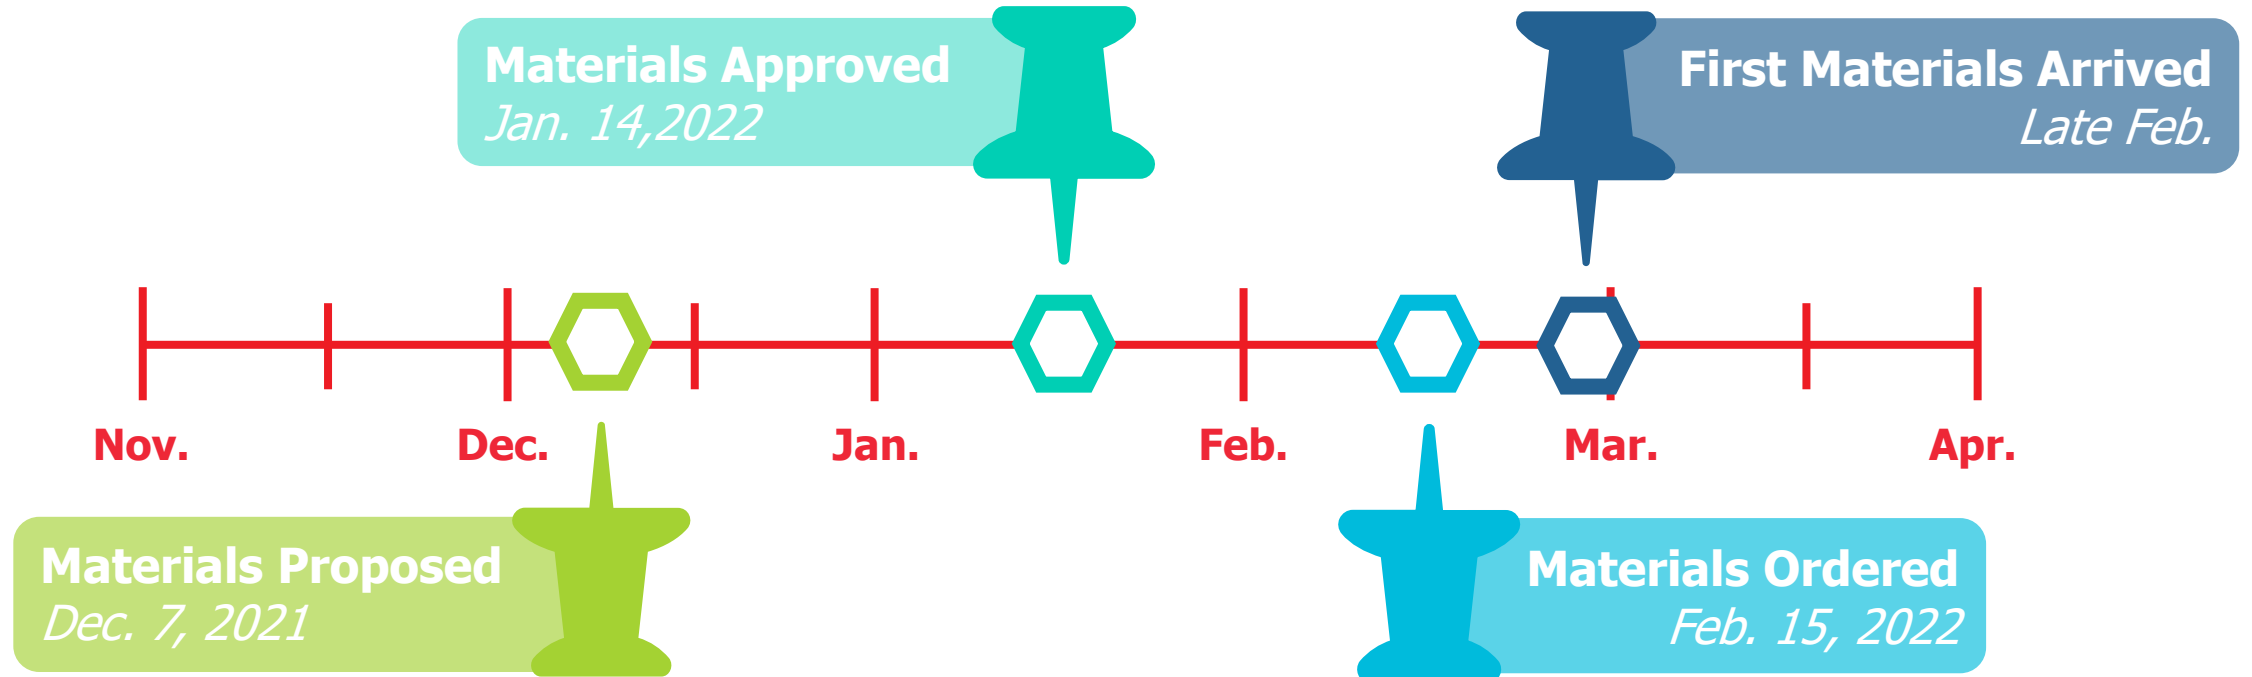 Materials Approved
Jan. 14,2022
First Materials Arrived
Late Feb.
Nov.
Dec.
Jan.
Feb.
Mar.
Apr.
Materials Proposed
Dec. 7, 2021
Materials Ordered
Feb. 15, 2022